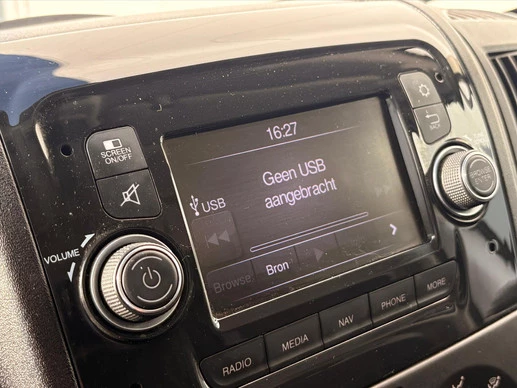 16:27
SCREEN
ON/OFF
Geen USB
aangebracht
USB
VOLUME
Browse
Bron
RADIO
MEDIA
NAV
PHONE
MORE